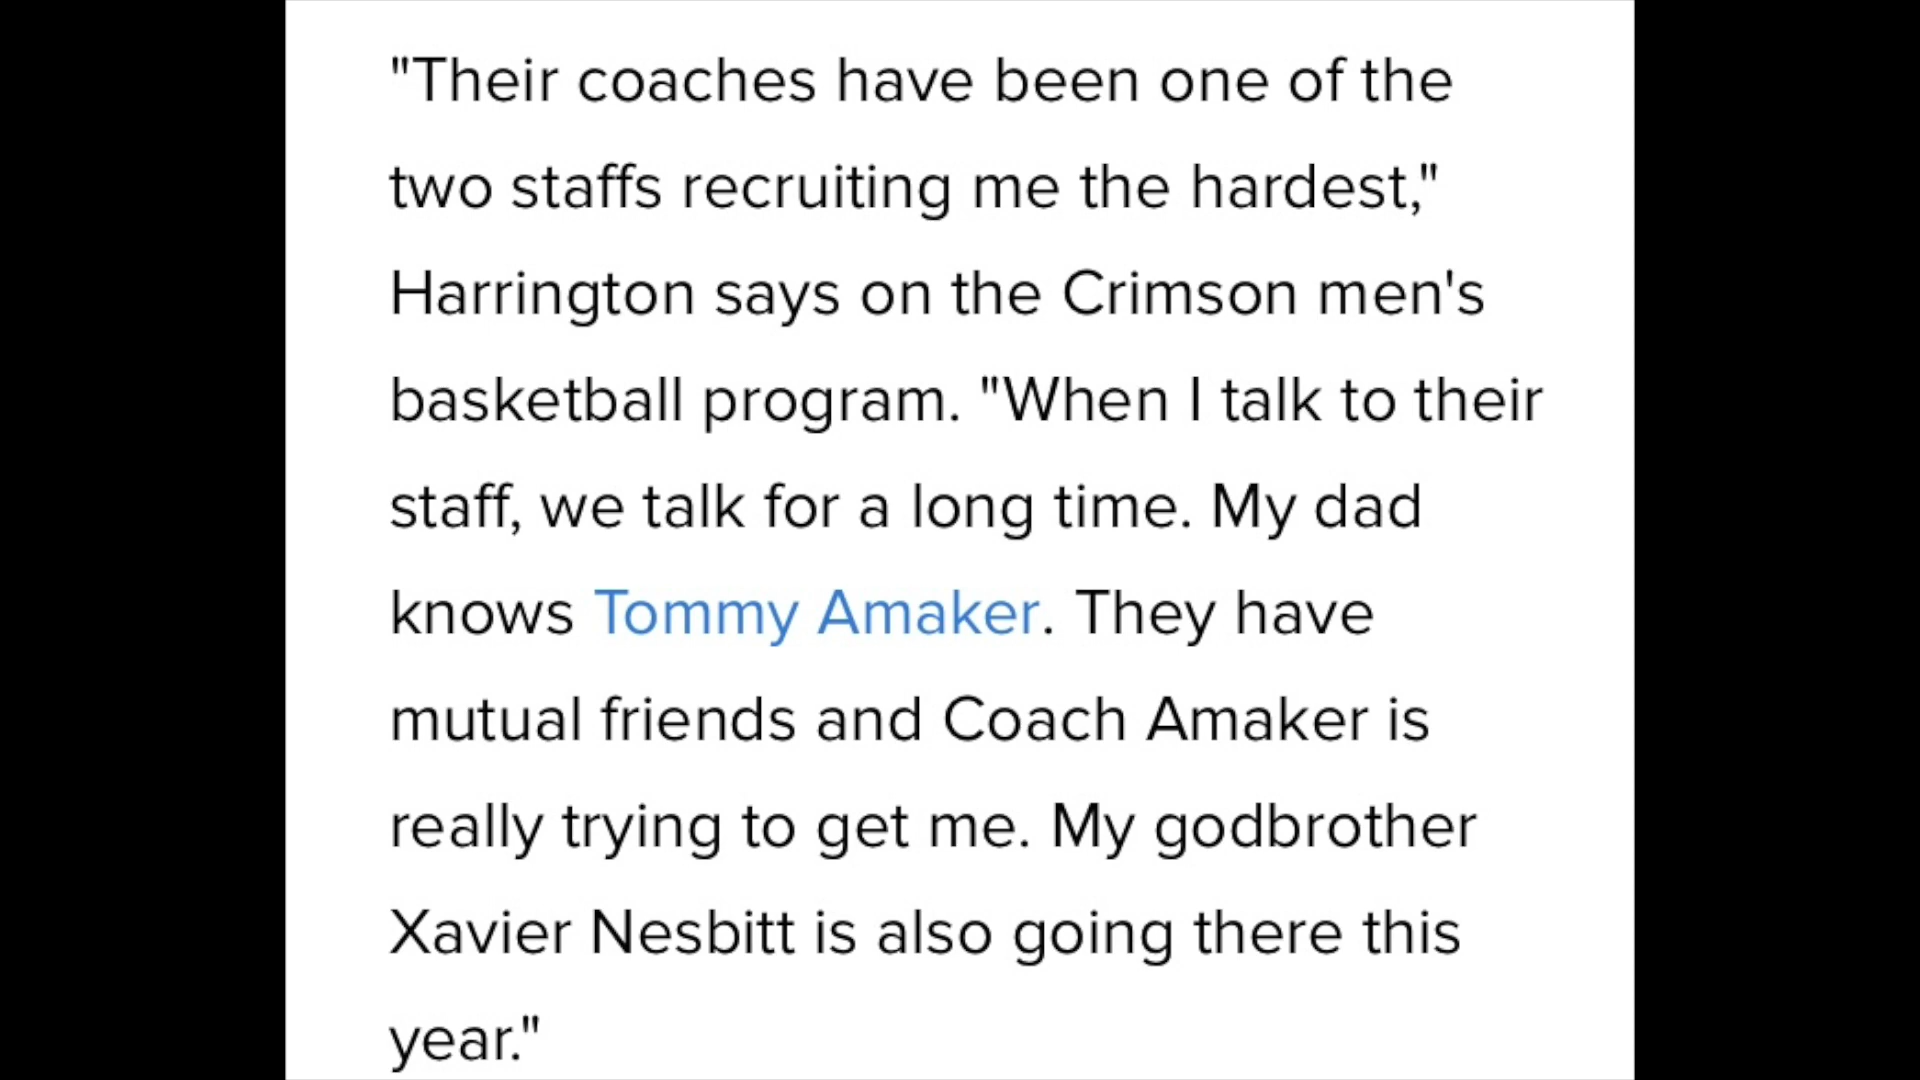 "Their coaches have been one of the
two staffs recruiting me the hardest,"
Harrington says on the Crimson men's
basketball program. "When I talk to their
staff, we talk for a long time. My dad
knows Tommy Amaker. They have
mutual friends and Coach Amaker is
really trying to get me. My godbrother
Xavier Nesbitt is also going there this
year."